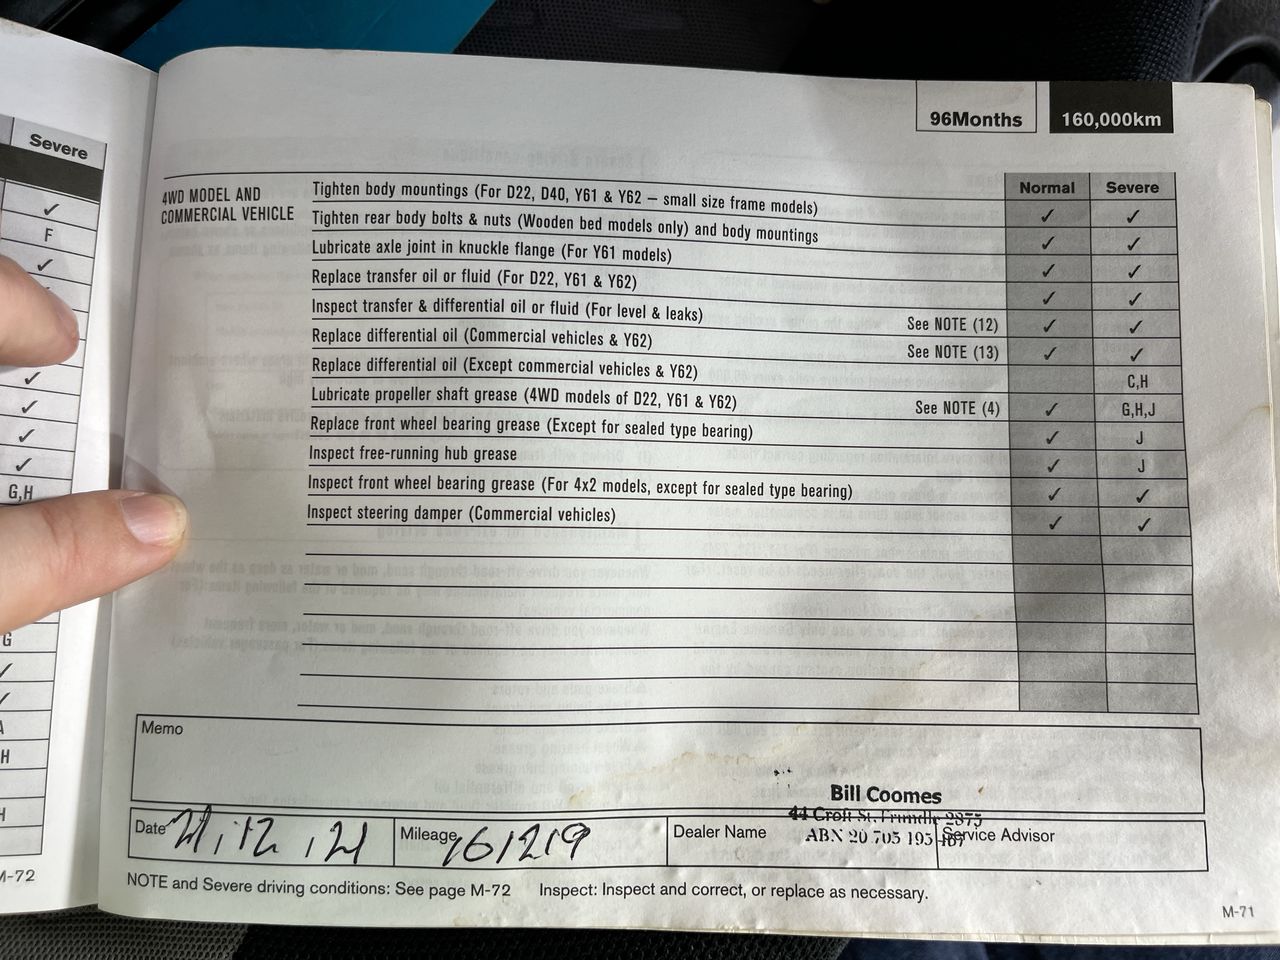 Severe
✓
F
✓
✓
✓
✓
✓
G,H
G
✓
✓
A
H
H
M-72
96Months 160,000km
4WD MODEL AND COMMERCIAL VEHICLE
Normal Severe
Tighten body mountings (For D22, D40, Y61 & Y62 – small size frame models) ✓ ✓
Tighten rear body bolts & nuts (Wooden bed models only) and body mountings ✓ ✓
Lubricate axle joint in knuckle flange (For Y61 models) ✓ ✓
Replace transfer oil or fluid (For D22, Y61 & Y62) ✓ ✓
Inspect transfer & differential oil or fluid (For level & leaks) See NOTE (12) ✓ ✓
Replace differential oil (Commercial vehicles & Y62) See NOTE (13) ✓ ✓
Replace differential oil (Except commercial vehicles & Y62) C,H
Lubricate propeller shaft grease (4WD models of D22, Y61 & Y62) See NOTE (4) ✓ G,H,J
Replace front wheel bearing grease (Except for sealed type bearing) ✓ J
Inspect free-running hub grease ✓ J
Inspect front wheel bearing grease (For 4x2 models, except for sealed type bearing) ✓ ✓
Inspect steering damper (Commercial vehicles) ✓ ✓
Memo
Bill Coomes
44 Croft St. Trundle 2875
ABN 20 705 195 487
Date 21/12/21 Mileage 161219 Dealer Name Service Advisor
NOTE and Severe driving conditions: See page M-72 Inspect: Inspect and correct, or replace as necessary.
M-71